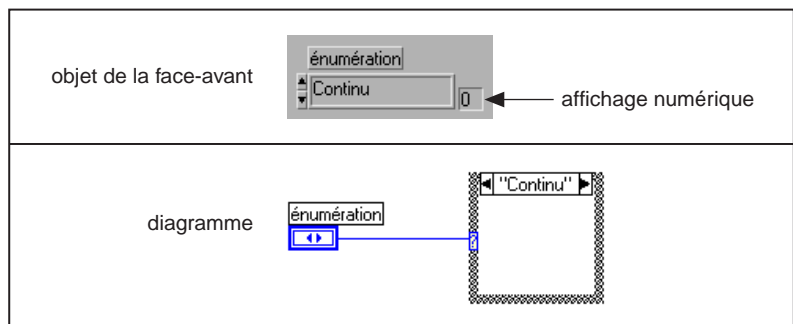 énumération
objet de la face-avant
Continu
0
affichage numérique
"Continu"
énumération
diagramme
?